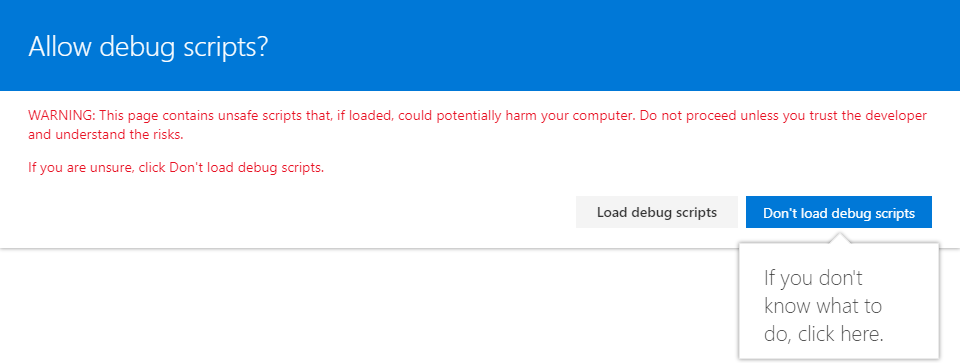 Allow debug scripts?
WARNING: This page contains unsafe scripts that, if loaded, could potentially harm your computer. Do not proceed unless you trust the developer
and understand the risks.
If you are unsure, click Don't load debug scripts.
Load debug scripts
Don't load debug scripts
If you don't
know what to
do, click here.